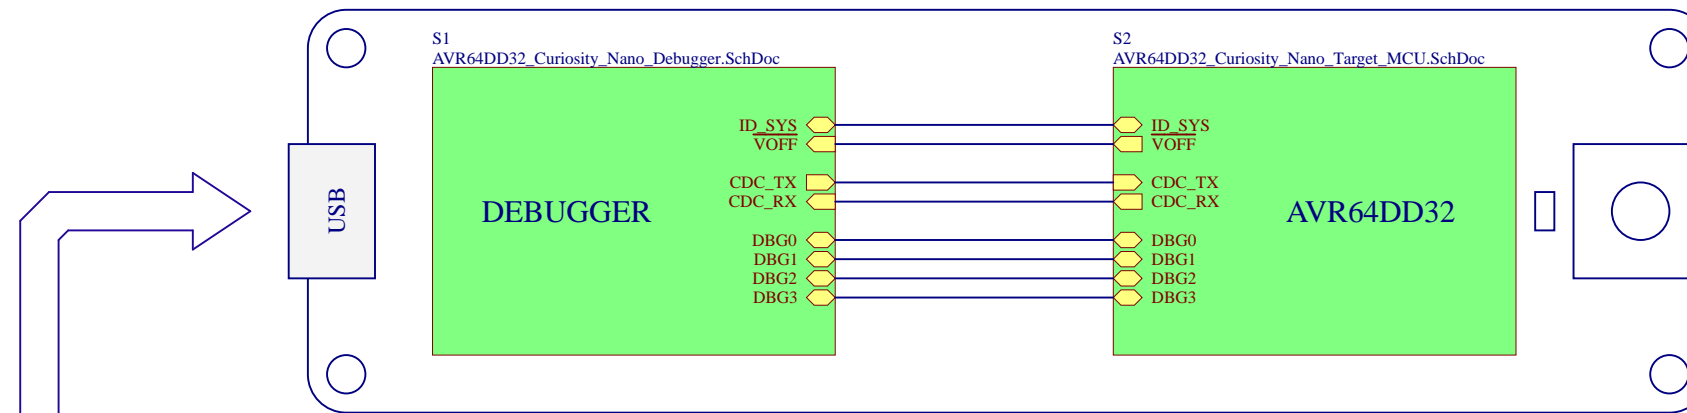 S1
AVR64DD32_Curiosity_Nano_Debugger.SchDoc
ID_SYS
VOFF
CDC_TX
CDC_RX
DBG0
DBG1
DBG2
DBG3
DEBUGGER
USB
S2
AVR64DD32_Curiosity_Nano_Target_MCU.SchDoc
ID_SYS
VOFF
CDC_TX
CDC_RX
DBG0
DBG1
DBG2
DBG3
AVR64DD32